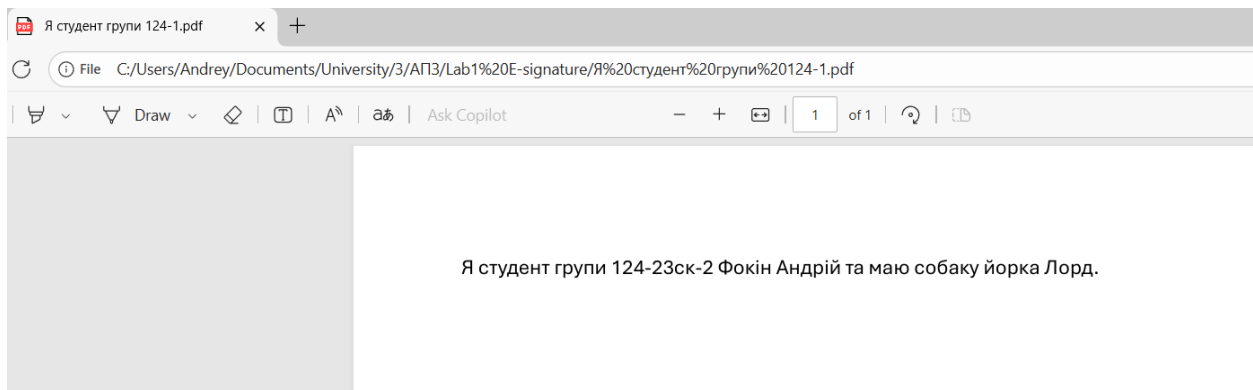 Я студент групи 124-1.pdf
File C:/Users/Andrey/Documents/University/3/АПЗ/Lab1%20E-signature/Я%20студент%20групи%20124-1.pdf
Draw Ask Copilot 1 of 1
Я студент групи 124-23ск-2 Фокін Андрій та маю собаку йорка Лорд.